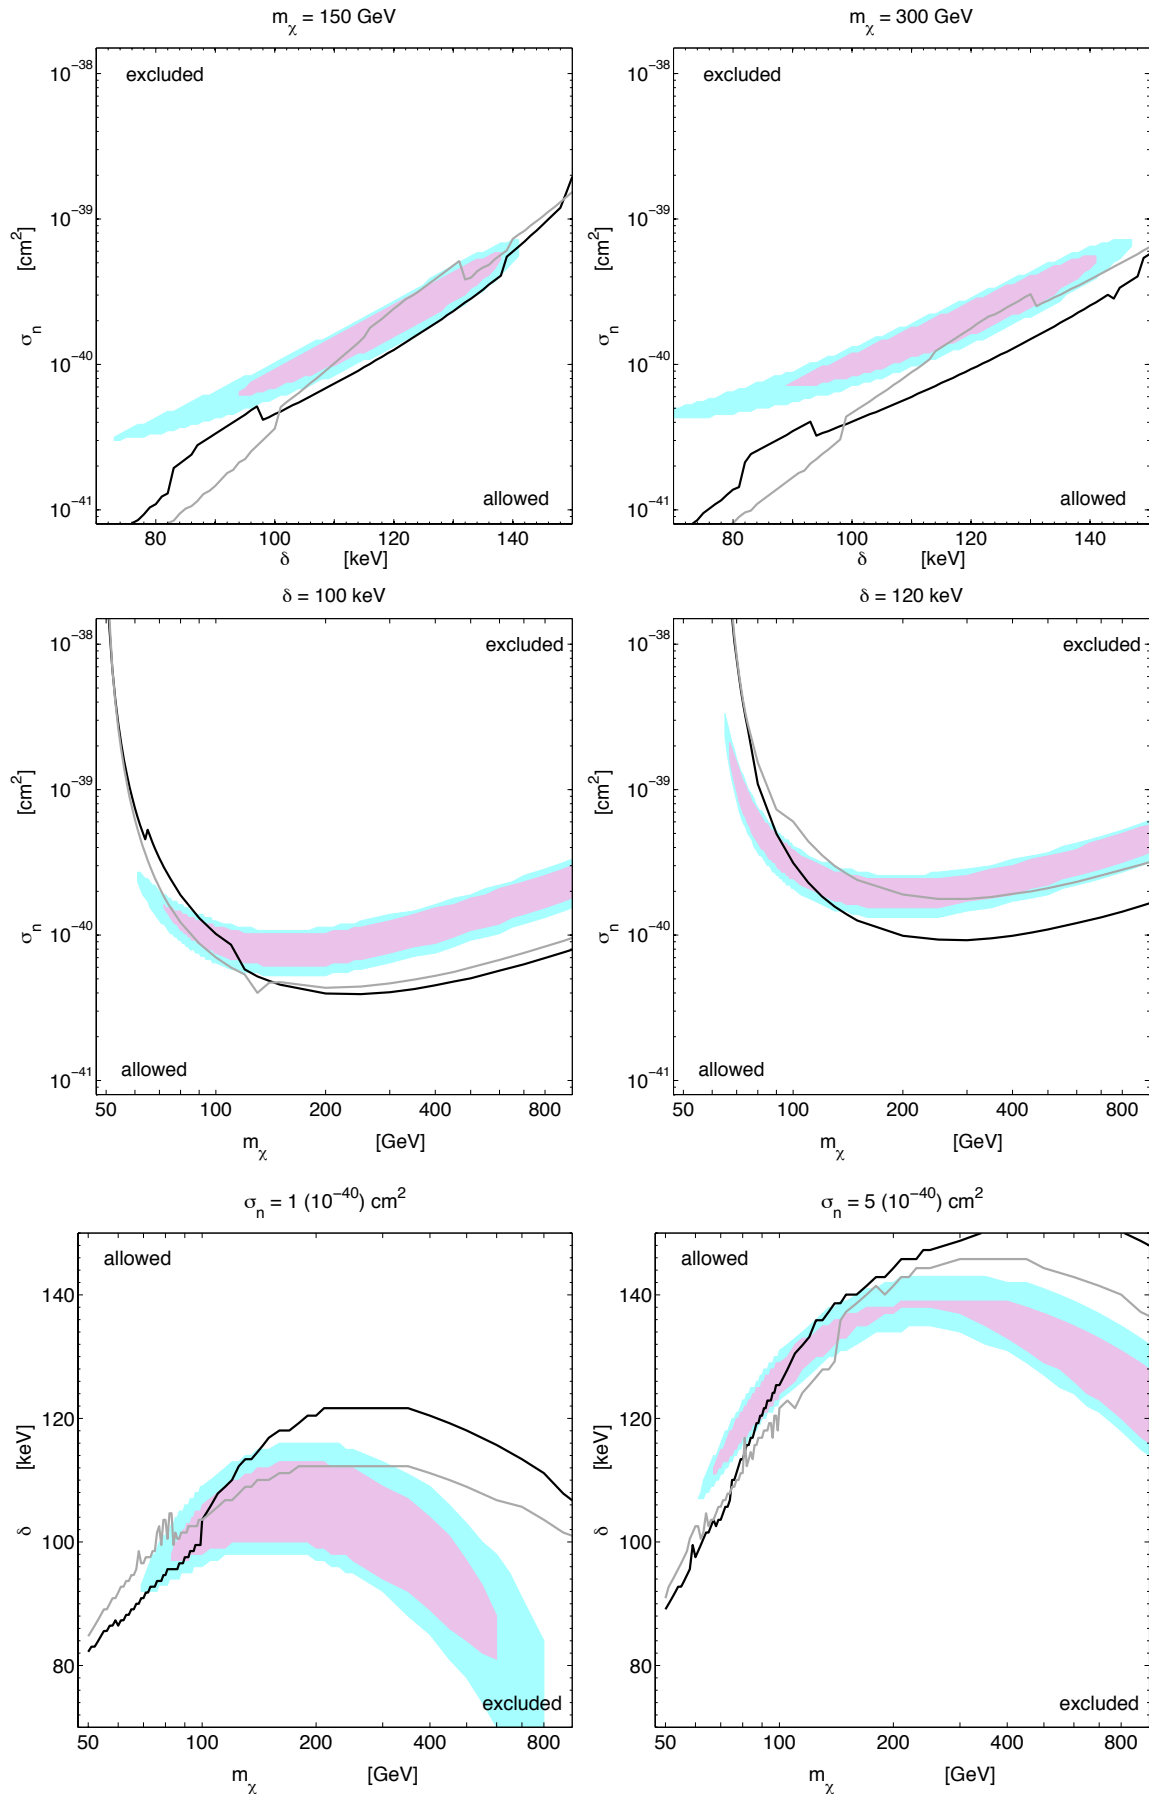 m_χ = 150 GeV
excluded
10^−38
10^−39
10^−40
10^−41
σ_n [cm^2]
allowed
80 100 120 140
δ [keV]
m_χ = 300 GeV
excluded
10^−38
10^−39
10^−40
10^−41
σ_n [cm^2]
allowed
80 100 120 140
δ [keV]
δ = 100 keV
excluded
10^−38
10^−39
10^−40
10^−41
σ_n [cm^2]
allowed
50 100 200 400 800
m_χ [GeV]
δ = 120 keV
excluded
10^−38
10^−39
10^−40
10^−41
σ_n [cm^2]
allowed
50 100 200 400 800
m_χ [GeV]
σ_n = 1 (10^−40) cm^2
allowed
140
120
100
80
δ [keV]
excluded
50 100 200 400 800
m_χ [GeV]
σ_n = 5 (10^−40) cm^2
allowed
140
120
100
80
δ [keV]
excluded
50 100 200 400 800
m_χ [GeV]